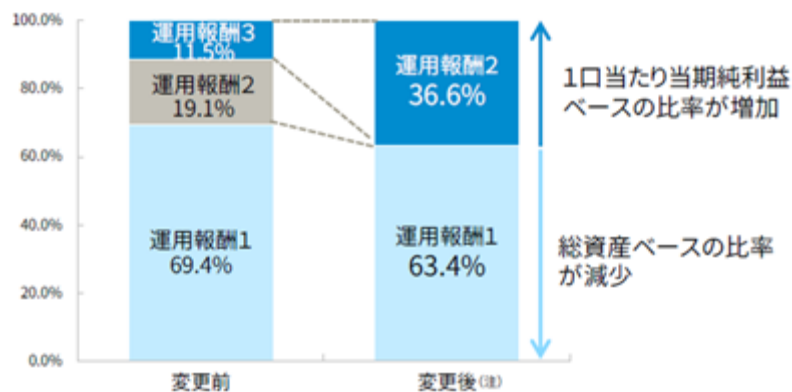 100.0%
80.0%
60.0%
40.0%
20.0%
0.0%
運用報酬3
11.5%
運用報酬2
19.1%
運用報酬1
69.4%
変更前
運用報酬2
36.6%
運用報酬1
63.4%
変更後(注)
1口当たり当期純利益
ベースの比率が増加
総資産ベースの比率
が減少